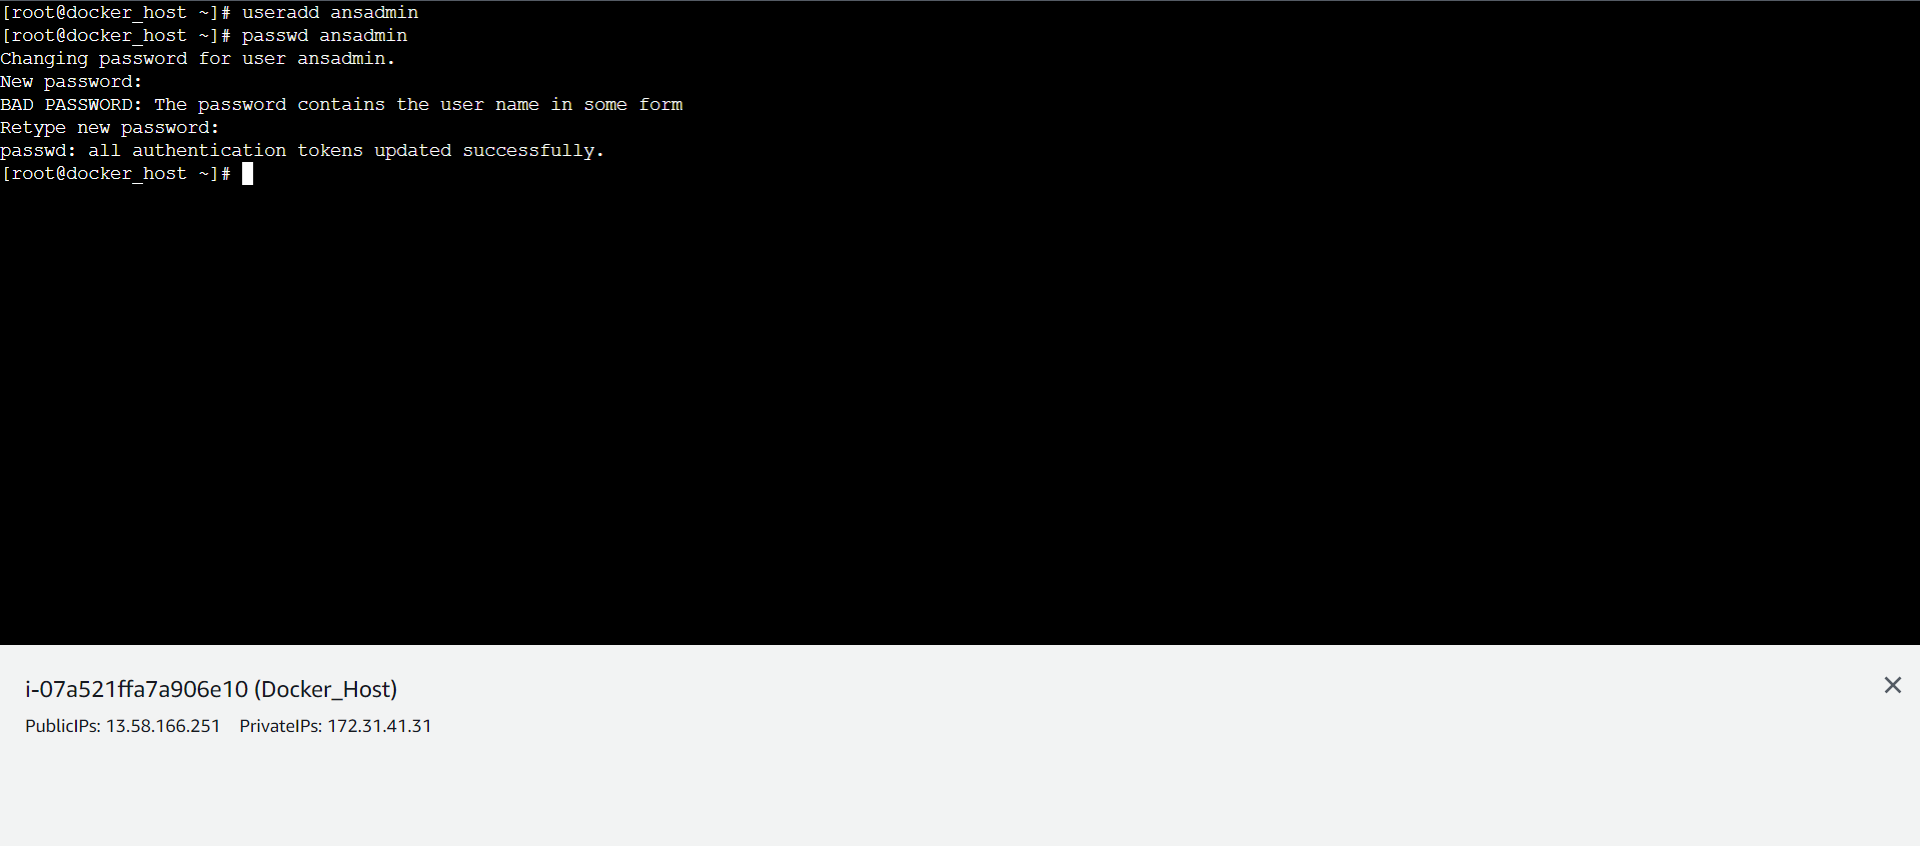 [root@docker_host ~]# useradd ansadmin
[root@docker_host ~]# passwd ansadmin
Changing password for user ansadmin.
New password:
BAD PASSWORD: The password contains the user name in some form
Retype new password:
passwd: all authentication tokens updated successfully.
[root@docker_host ~]#
i-07a521ffa7a906e10 (Docker_Host)
PublicIPs: 13.58.166.251 PrivateIPs: 172.31.41.31